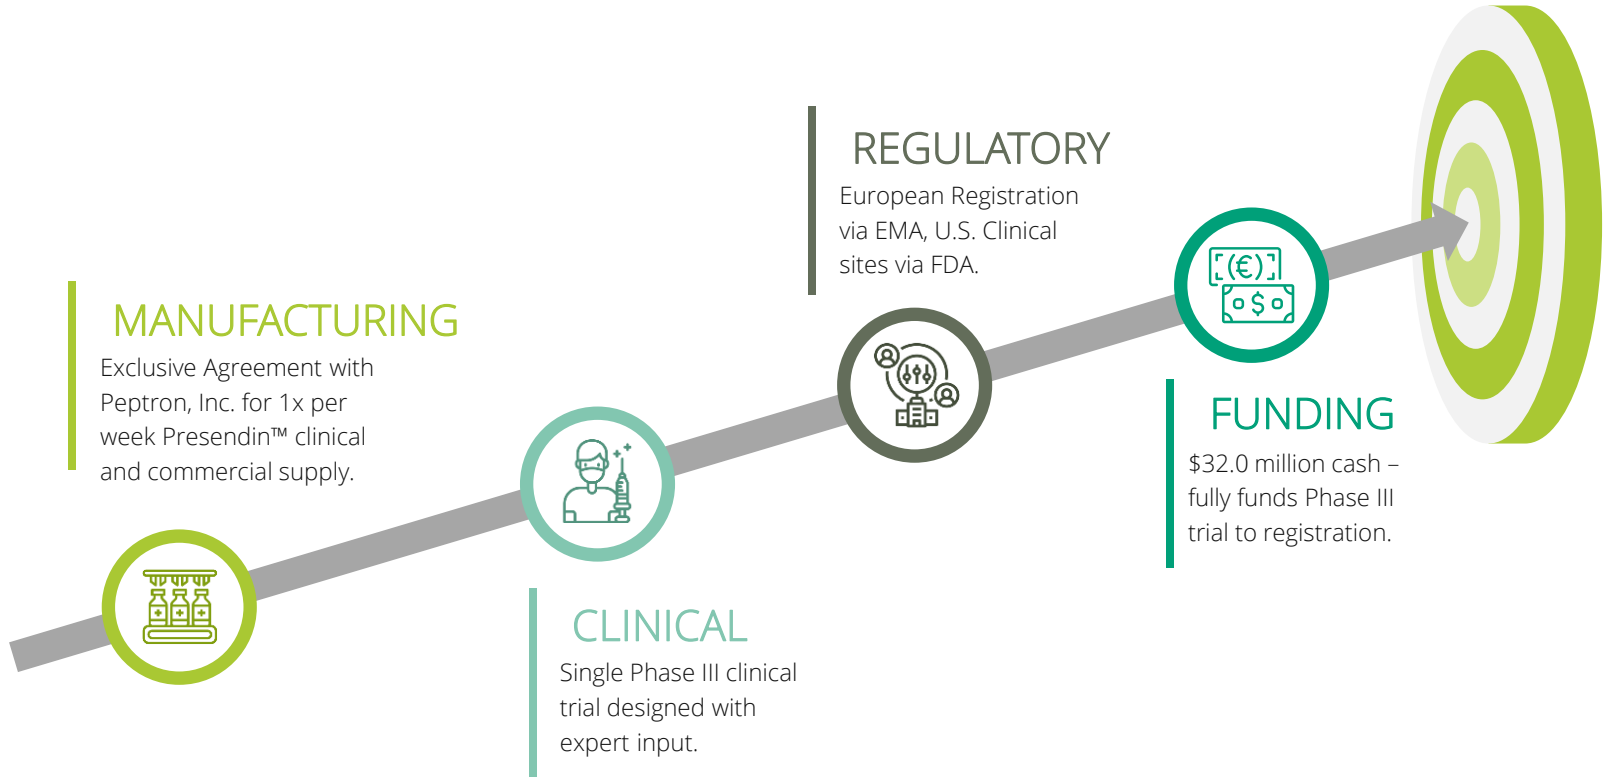 MANUFACTURING
Exclusive Agreement with
Peptron, Inc. for 1x per
week Presendin™ clinical
and commercial supply.
CLINICAL
Single Phase III clinical
trial designed with
expert input.
REGULATORY
European Registration
via EMA, U.S. Clinical
sites via FDA.
(€)
$
FUNDING
$32.0 million cash –
fully funds Phase III
trial to registration.